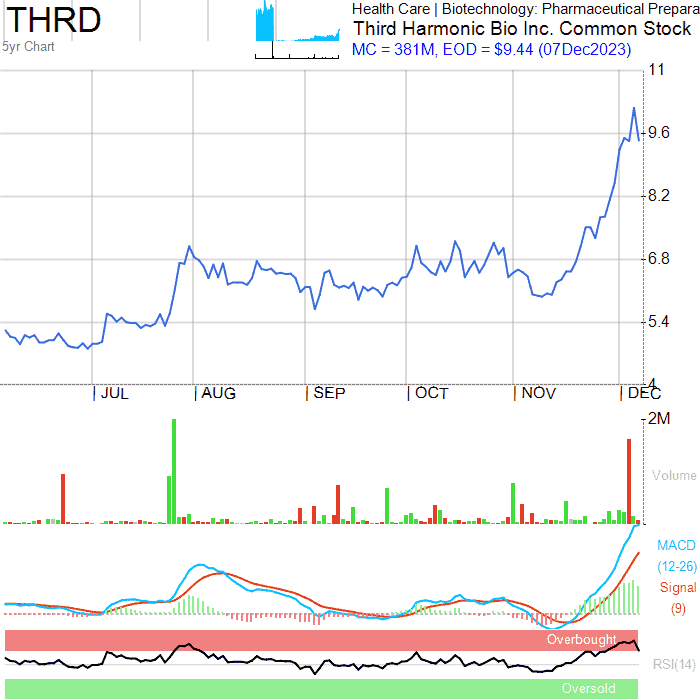 THRD
5yr Chart
Health Care | Biotechnology: Pharmaceutical Prepara
Third Harmonic Bio Inc. Common Stock
MC = 381M, EOD = $9.44 (07Dec2023)
11
9.6
8.2
6.8
5.4
4
JUL AUG SEP OCT NOV DEC
2M
Volume
MACD
(12-26)
Signal
(9)
Overbought
RSI(14)
Oversold